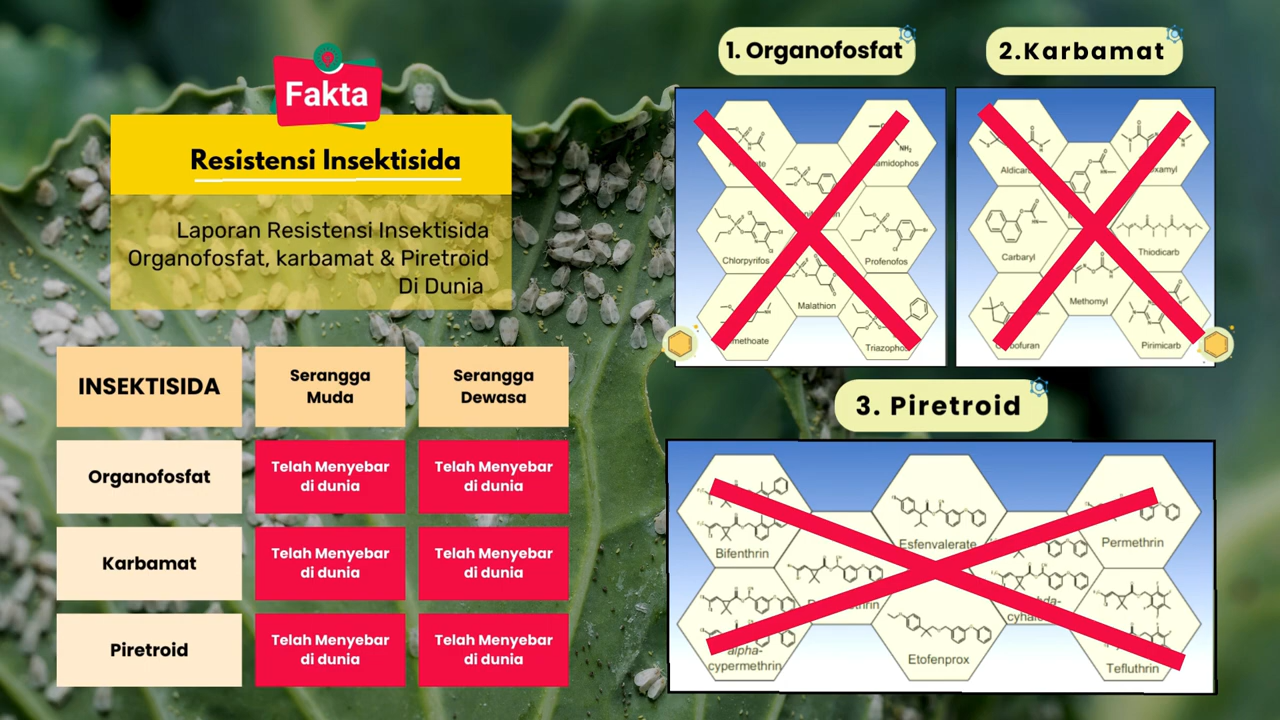 Fakta
Resistensi Insektisida
Laporan Resistensi Insektisida
Organofosfat, karbamat & Piretroid
Di Dunia
INSEKTISIDA
Serangga
Muda
Serangga
Dewasa
Organofosfat
Telah Menyebar
di dunia
Telah Menyebar
di dunia
Karbamat
Telah Menyebar
di dunia
Telah Menyebar
di dunia
Piretroid
Telah Menyebar
di dunia
Telah Menyebar
di dunia
1. Organofosfat
NH₂
Chlorpyrifos
Profenofos
Malathion
2.Karbamat
Carbaryl
Thiodicarb
Methomyl
Pirimicarb
3. Piretroid
Bifenthrin
Esfenvalerate
Permethrin
alpha-
cypermethrin
Etofenprox
Tefluthrin